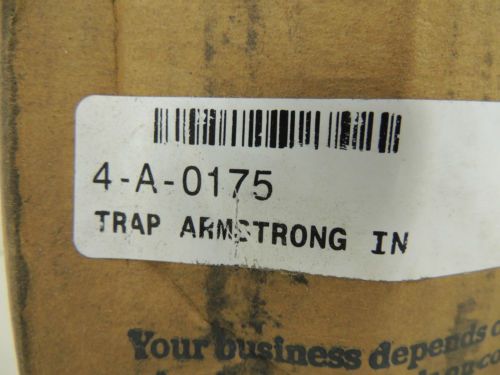 4-A-0175
TRAP ARMSTRONG IN
Your business depends